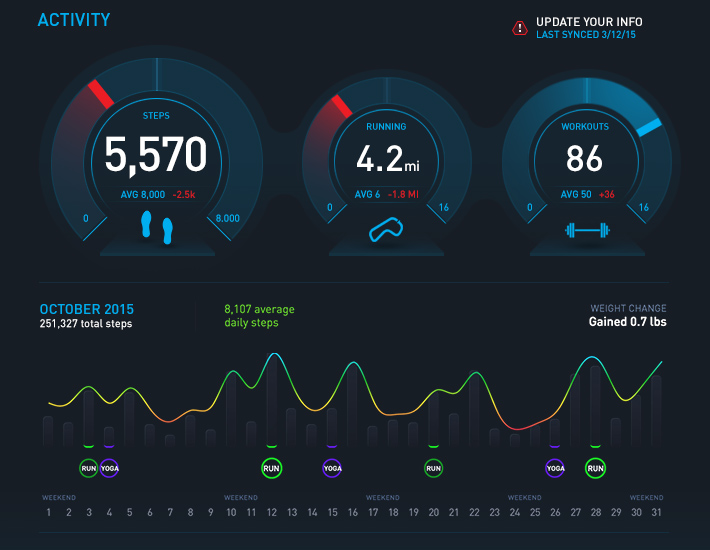 ACTIVITY
UPDATE YOUR INFO
LAST SYNCED 3/12/15
STEPS
5,570
AVG 8,000 -2.5k
0 8.000
RUNNING
4.2mi
AVG 6 -1.8 MI
0 16
WORKOUTS
86
AVG 50 +36
0 16
OCTOBER 2015
251,327 total steps
8,107 average
daily steps
WEIGHT CHANGE
Gained 0.7 lbs
RUN YOGA RUN YOGA RUN YOGA RUN
WEEKEND WEEKEND WEEKEND WEEKEND WEEKEND
1 2 3 4 5 6 7 8 9 10 11 12 13 14 15 16 17 18 19 20 21 22 23 24 25 26 27 28 29 30 31